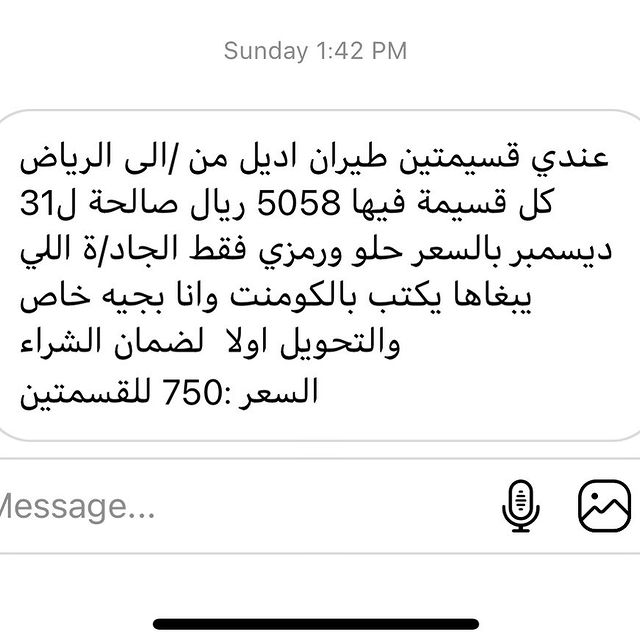 Sunday 1:42 PM
عندي قسيمتين طيران اديل من /الى الرياض
كل قسيمة فيها 5058 ريال صالحة ل31
ديسمبر بالسعر حلو ورمزي فقط الجاد/ة اللي
يبغاها يكتب بالكومنت وانا بجيه خاص
والتحويل اولا  لضمان الشراء
السعر :750 للقسمتين
Message...